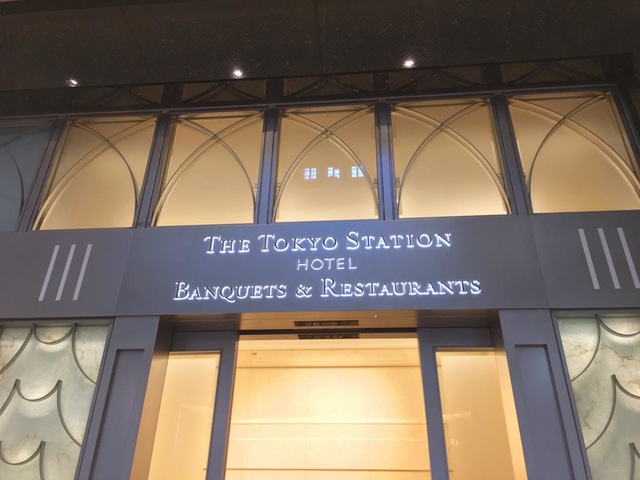 The Tokyo Station
HOTEL
Banquets & Restaurants